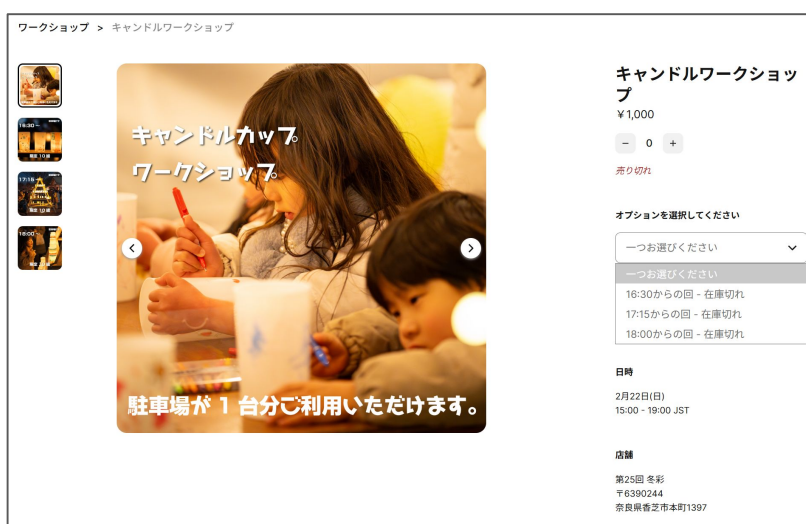 ワークショップ > キャンドルワークショップ
キャンドルカップ
ワークショップ
駐車場が 1 台分ご利用いただけます。
16:30 ~
17:15 ~
18:00 ~
キャンドルワークショッ
プ
¥1,000
− 0 +
売り切れ
オプションを選択してください
一つお選びください
一つお選びください
16:30からの回 - 在庫切れ
17:15からの回 - 在庫切れ
18:00からの回 - 在庫切れ
日時
2月22日(日)
15:00 - 19:00 JST
店舗
第25回 冬彩
〒6390244
奈良県香芝市本町1397